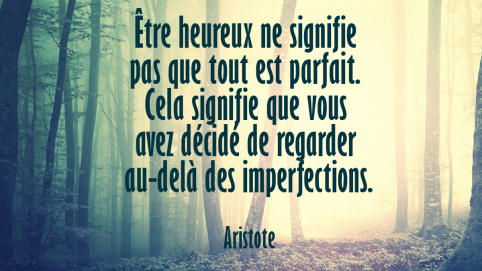 Être heureux ne signifie
pas que tout est parfait.
Cela signifie que vous
avez décidé de regarder
au-delà des imperfections.
Aristote